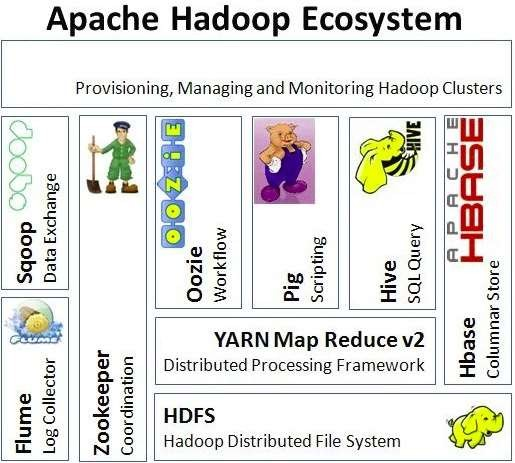 Apache Hadoop Ecosystem
Provisioning, Managing and Monitoring Hadoop Clusters
sqoop
Sqoop
Data Exchange
FLUME
Flume
Log Collector
Zookeeper
Coordination
OOZIE
Oozie
Workflow
Pig
Scripting
HIVE
Hive
SQL Query
APACHE
HBASE
Hbase
Columnar Store
YARN Map Reduce v2
Distributed Processing Framework
HDFS
Hadoop Distributed File System